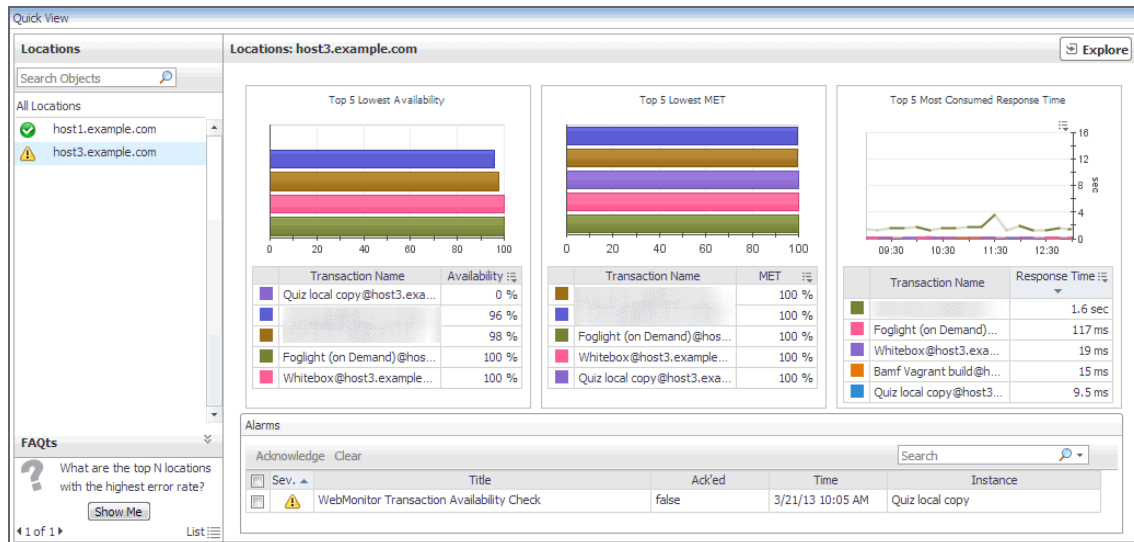 Quick View
Locations
Search Objects
All Locations
host1.example.com
host3.example.com
FAQts
What are the top N locations
with the highest error rate?
Show Me
1 of 1
List
Locations: host3.example.com
Explore
Top 5 Lowest Availability
0 20 40 60 80 100
Transaction Name Availability
Quiz local copy@host3.exa... 0 %
96 %
98 %
Foglight (on Demand)@hos... 100 %
Whitebox@host3.example... 100 %
Top 5 Lowest MET
0 20 40 60 80 100
Transaction Name MET
100 %
100 %
Foglight (on Demand)@hos... 100 %
Whitebox@host3.example... 100 %
Quiz local copy@host3.exa... 100 %
Top 5 Most Consumed Response Time
16
12
8
4
0
sec
09:30 10:30 11:30 12:30
Transaction Name Response Time
1.6 sec
Foglight (on Demand)... 117 ms
Whitebox@host3.exa... 19 ms
Bamf Vagrant build@h... 15 ms
Quiz local copy@host3... 9.5 ms
Alarms
Acknowledge Clear Search
Sev. Title Ack'ed Time Instance
WebMonitor Transaction Availability Check false 3/21/13 10:05 AM Quiz local copy